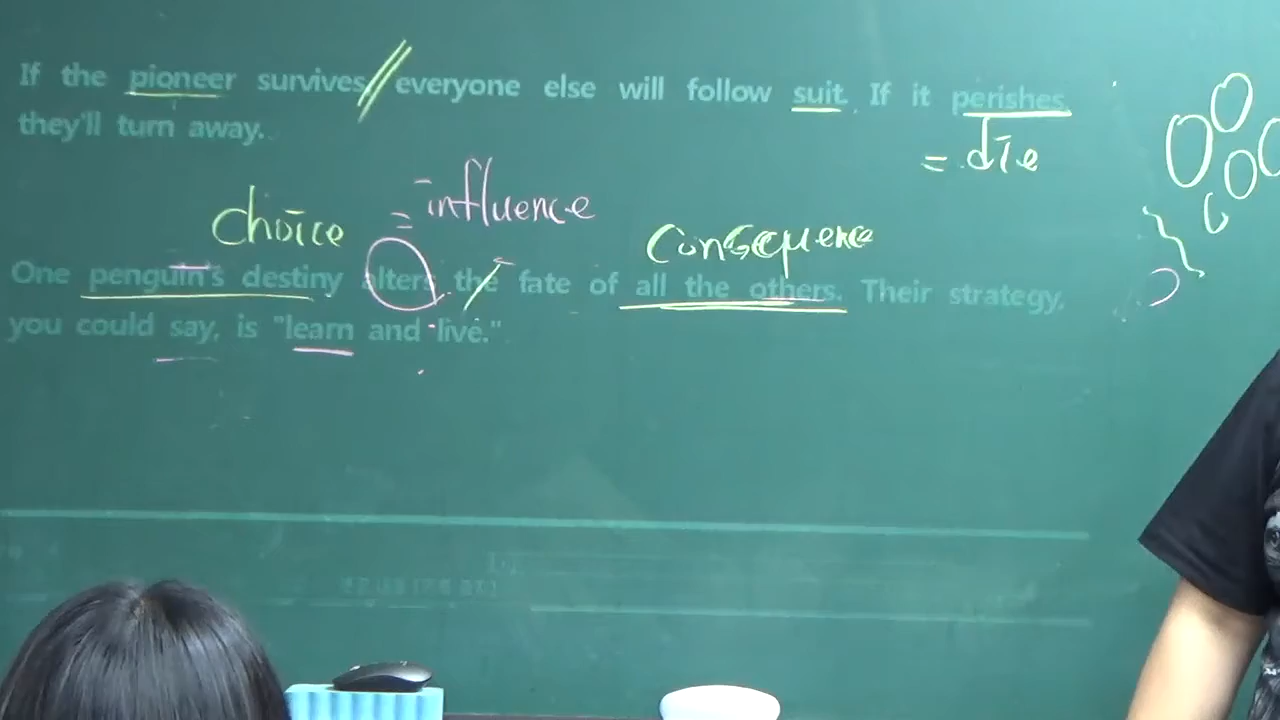 If the pioneer survives everyone else will follow suit. If it perishes,
they'll turn away.
= die
= influence
choice
consequence
One penguin's destiny alters the fate of all the others. Their strategy,
you could say, is "learn and live."